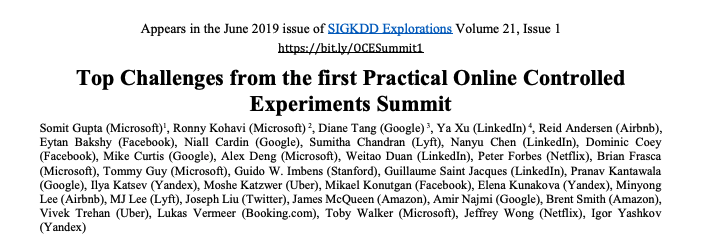 Appears in the June 2019 issue of SIGKDD Explorations Volume 21, Issue 1
https://bit.ly/OCESummit1
Top Challenges from the first Practical Online Controlled
Experiments Summit
Somit Gupta (Microsoft)1, Ronny Kohavi (Microsoft) 2, Diane Tang (Google) 3, Ya Xu (LinkedIn) 4, Reid Andersen (Airbnb),
Eytan Bakshy (Facebook), Niall Cardin (Google), Sumitha Chandran (Lyft), Nanyu Chen (LinkedIn), Dominic Coey
(Facebook), Mike Curtis (Google), Alex Deng (Microsoft), Weitao Duan (LinkedIn), Peter Forbes (Netflix), Brian Frasca
(Microsoft), Tommy Guy (Microsoft), Guido W. Imbens (Stanford), Guillaume Saint Jacques (LinkedIn), Pranav Kantawala
(Google), Ilya Katsev (Yandex), Moshe Katzwer (Uber), Mikael Konutgan (Facebook), Elena Kunakova (Yandex), Minyong
Lee (Airbnb), MJ Lee (Lyft), Joseph Liu (Twitter), James McQueen (Amazon), Amir Najmi (Google), Brent Smith (Amazon),
Vivek Trehan (Uber), Lukas Vermeer (Booking.com), Toby Walker (Microsoft), Jeffrey Wong (Netflix), Igor Yashkov
(Yandex)